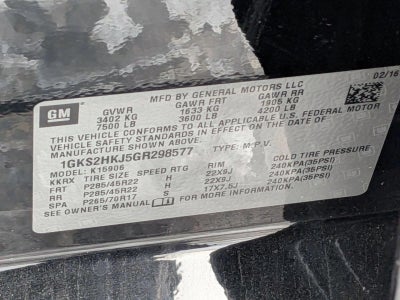 GM
MFD BY GENERAL MOTORS LLC
02/16
GVWR GAWR FRT GAWR RR
3402 KG 1633 KG 1905 KG
7500 LB 3600 LB 4200 LB
THIS VEHICLE CONFORMS TO ALL APPLICABLE U.S. FEDERAL MOTOR
VEHICLE SAFETY STANDARDS IN EFFECT ON THE DATE OF
MANUFACTURE SHOWN ABOVE.
1GKS2HKJ5GR298577 TYPE: M.P.V.
MODEL: K15906
KKRX TIRE SIZE SPEED RTG RIM COLD TIRE PRESSURE
FRT P285/45R22 H 22X9J 240KPA(35PSI)
RR P285/45R22 H 22X9J 240KPA(35PSI)
SPA P265/70R17 S 17X7.5J 240KPA(35PSI)
SEE OWNER'S MANUAL FOR MORE INFORMATION.